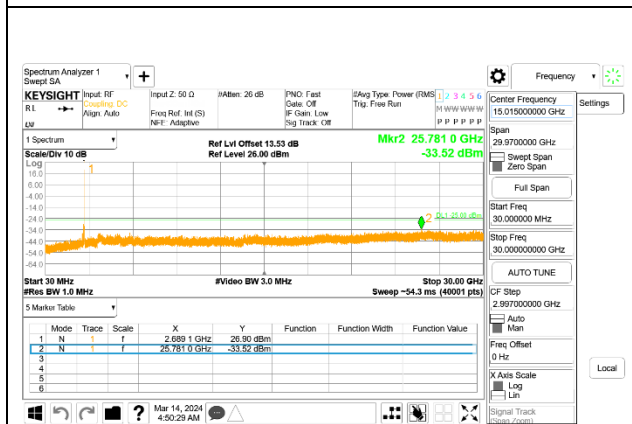 Spectrum Analyzer 1
Swept SA
+
Frequency
Settings
KEYSIGHT
RL
Input: RF
Coupling: DC
Align: Auto
Input Z: 50 Ω
Freq Ref: Int (S)
NFE: Adaptive
#Atten: 26 dB
PNO: Fast
Gate: Off
IF Gain: Low
Sig Track: Off
#Avg Type: Power (RMS
Trig: Free Run
1 2 3 4 5 6
M W W W W W
P P P P P P
1 Spectrum
Scale/Div 10 dB
Log
Ref Lvl Offset 13.53 dB
Ref Level 26.00 dBm
Mkr2 25.781 0 GHz
-33.52 dBm
16.0
6.00
-4.00
-14.0
-24.0
-34.0
-44.0
-54.0
-64.0
1
2
DL1 -25.00 dBm
Start 30 MHz
#Res BW 1.0 MHz
#Video BW 3.0 MHz
Stop 30.00 GHz
Sweep ~54.3 ms (40001 pts)
5 Marker Table
Mode Trace Scale X Y Function Function Width Function Value
1 N 1 f 2.689 1 GHz 26.90 dBm
2 N 1 f 25.781 0 GHz -33.52 dBm
3
4
5
6
Mar 14, 2024
4:50:29 AM
Center Frequency
15.015000000 GHz
Span
29.9700000 GHz
Swept Span
Zero Span
Full Span
Start Freq
30.000000 MHz
Stop Freq
30.000000000 GHz
AUTO TUNE
CF Step
2.997000000 GHz
Auto
Man
Freq Offset
0 Hz
X Axis Scale
Log
Lin
Signal Track
(Span Zoom)
Local